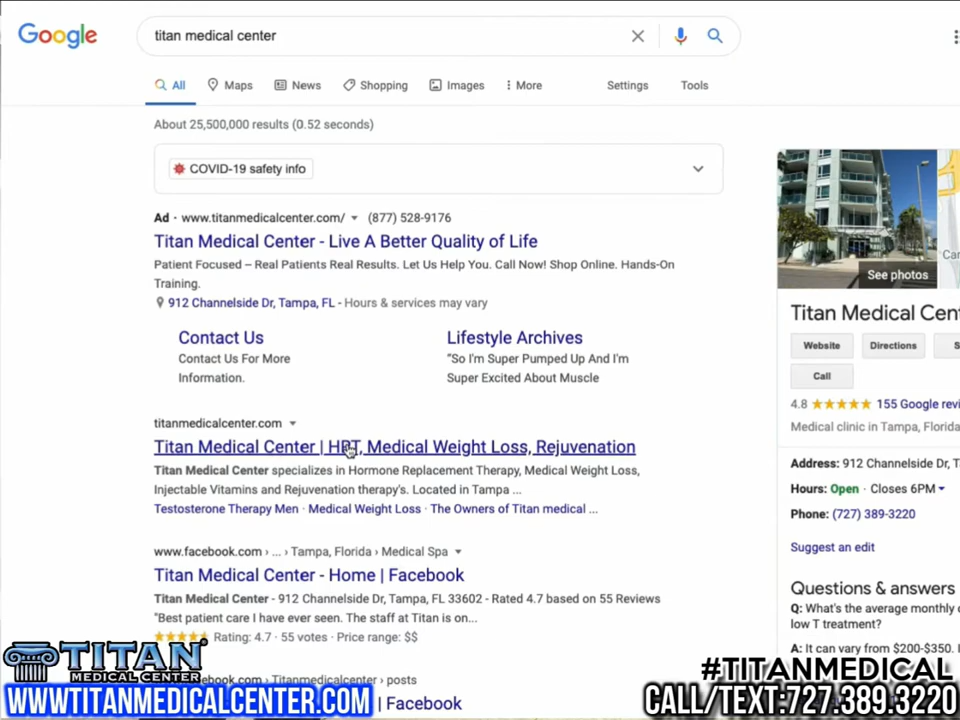 Google
titan medical center
All
Maps
News
Shopping
Images
More
Settings
Tools
About 25,500,000 results (0.52 seconds)
COVID-19 safety info
Ad · www.titanmedicalcenter.com/ (877) 528-9176
Titan Medical Center - Live A Better Quality of Life
Patient Focused – Real Patients Real Results. Let Us Help You. Call Now! Shop Online. Hands-On
Training.
912 Channelside Dr, Tampa, FL - Hours & services may vary
Contact Us
Contact Us For More
Information.
Lifestyle Archives
"So I'm Super Pumped Up And I'm
Super Excited About Muscle
titanmedicalcenter.com
Titan Medical Center | HRT, Medical Weight Loss, Rejuvenation
Titan Medical Center specializes in Hormone Replacement Therapy, Medical Weight Loss,
Injectable Vitamins and Rejuvenation therapy's. Located in Tampa ...
Testosterone Therapy Men · Medical Weight Loss · The Owners of Titan medical ...
www.facebook.com › ... › Tampa, Florida › Medical Spa
Titan Medical Center - Home | Facebook
Titan Medical Center - 912 Channelside Dr, Tampa, FL 33602 - Rated 4.7 based on 55 Reviews
"Best patient care I have ever seen. The staff at Titan is on...
Rating: 4.7 · 55 votes · Price range: $$
› posts
| Facebook
See photos
Titan Medical
Website
Directions
Call
4.8 155 Google
Medical clinic in Tampa, Florida
Address: 912 Channelside Dr,
Hours: Open · Closes 6PM
Phone: (727) 389-3220
Suggest an edit
Questions & answers
Q: What's the average monthly
low T treatment?
A: It can vary from $200-$350.
TITAN
MEDICAL CENTER
WWW.TITANMEDICALCENTER.COM
#TITANMEDICAL
CALL/TEXT:727.389.3220